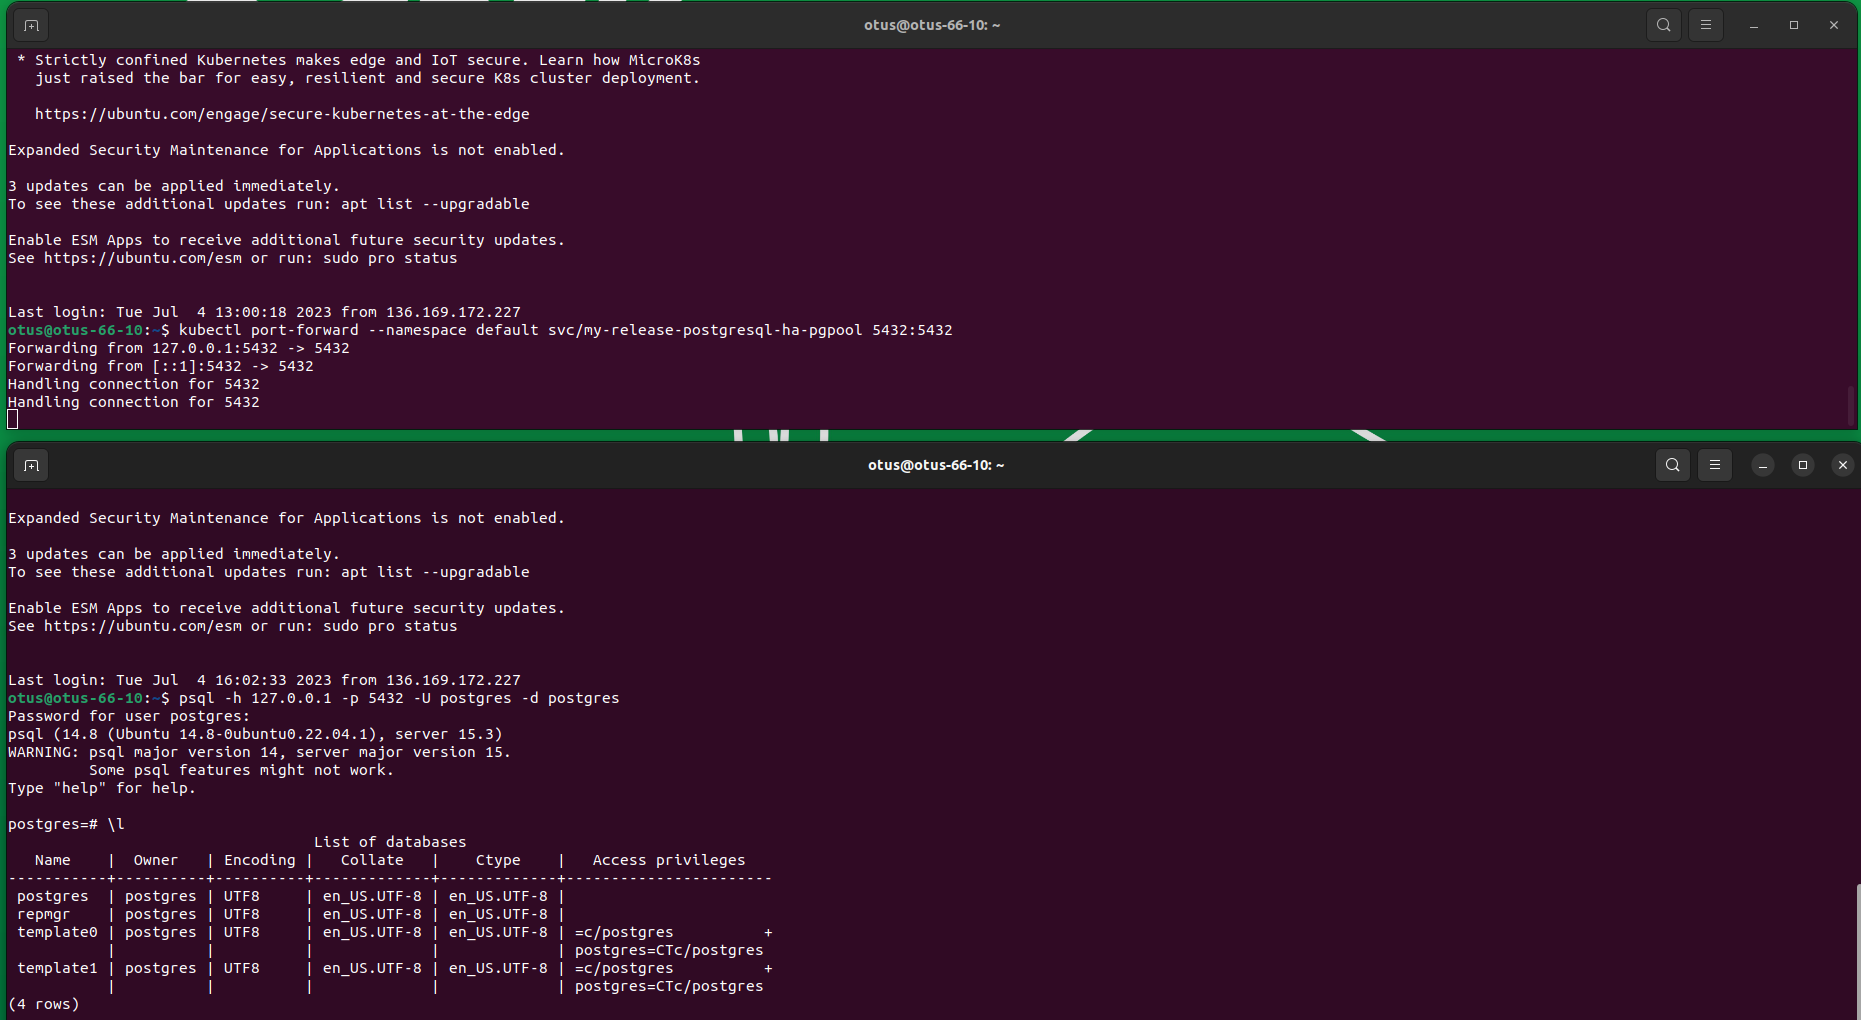 otus@otus-66-10: ~
 * Strictly confined Kubernetes makes edge and IoT secure. Learn how MicroK8s
   just raised the bar for easy, resilient and secure K8s cluster deployment.
   https://ubuntu.com/engage/secure-kubernetes-at-the-edge
Expanded Security Maintenance for Applications is not enabled.
3 updates can be applied immediately.
To see these additional updates run: apt list --upgradable
Enable ESM Apps to receive additional future security updates.
See https://ubuntu.com/esm or run: sudo pro status
Last login: Tue Jul  4 13:00:18 2023 from 136.169.172.227
otus@otus-66-10:~$ kubectl port-forward --namespace default svc/my-release-postgresql-ha-pgpool 5432:5432
Forwarding from 127.0.0.1:5432 -> 5432
Forwarding from [::1]:5432 -> 5432
Handling connection for 5432
Handling connection for 5432
otus@otus-66-10: ~
Expanded Security Maintenance for Applications is not enabled.
3 updates can be applied immediately.
To see these additional updates run: apt list --upgradable
Enable ESM Apps to receive additional future security updates.
See https://ubuntu.com/esm or run: sudo pro status
Last login: Tue Jul  4 16:02:33 2023 from 136.169.172.227
otus@otus-66-10:~$ psql -h 127.0.0.1 -p 5432 -U postgres -d postgres
Password for user postgres:
psql (14.8 (Ubuntu 14.8-0ubuntu0.22.04.1), server 15.3)
WARNING: psql major version 14, server major version 15.
         Some psql features might not work.
Type "help" for help.
postgres=# \l
                                  List of databases
   Name    |  Owner   | Encoding |   Collate   |    Ctype    |   Access privileges
-----------+----------+----------+-------------+-------------+-----------------------
 postgres  | postgres | UTF8     | en_US.UTF-8 | en_US.UTF-8 |
 repmgr    | postgres | UTF8     | en_US.UTF-8 | en_US.UTF-8 |
 template0 | postgres | UTF8     | en_US.UTF-8 | en_US.UTF-8 | =c/postgres          +
           |          |          |             |             | postgres=CTc/postgres
 template1 | postgres | UTF8     | en_US.UTF-8 | en_US.UTF-8 | =c/postgres          +
           |          |          |             |             | postgres=CTc/postgres
(4 rows)